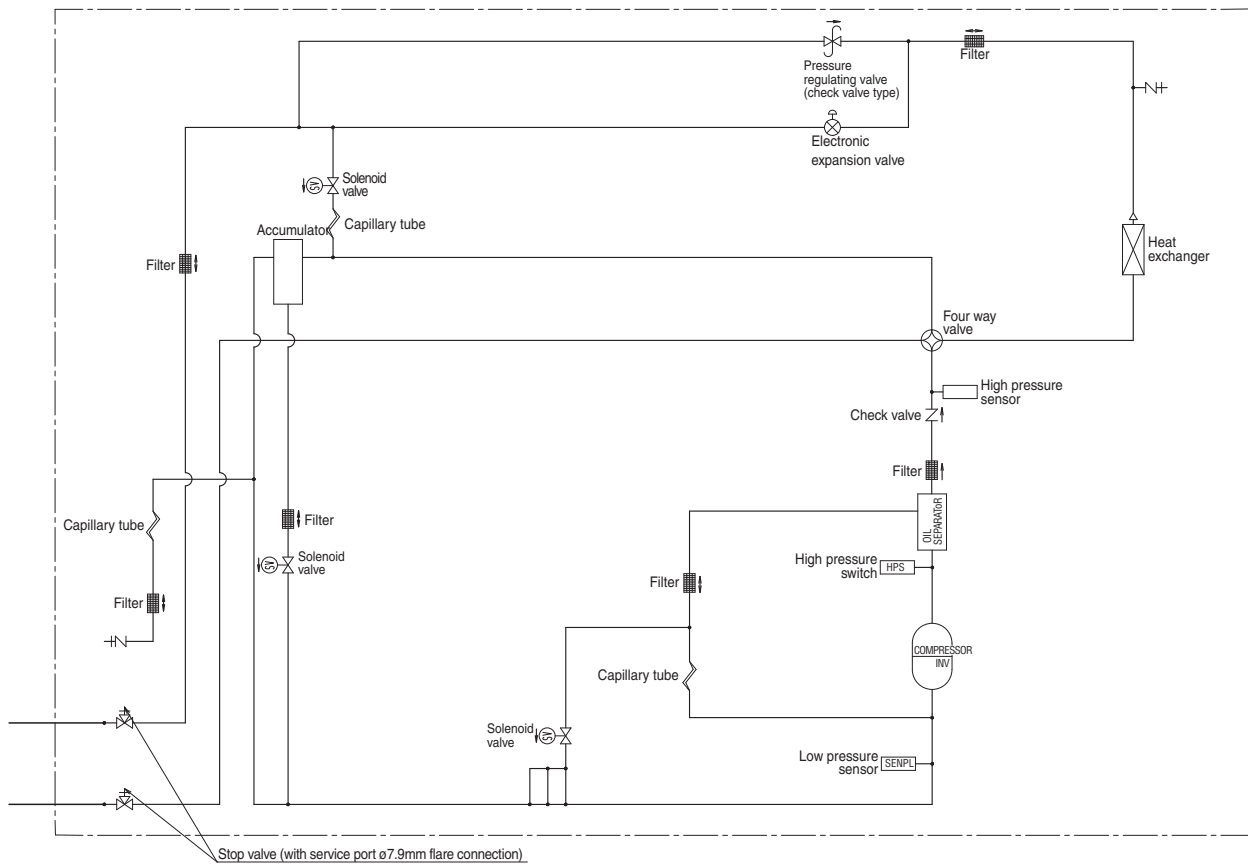 Pressure
regulating valve
(check valve type)
Filter
Electronic
expansion valve
SV
Solenoid
valve
Capillary tube
Accumulator
Filter
Heat
exchanger
Four way
valve
High pressure
sensor
Check valve
Filter
OIL
SEPARAToR
Capillary tube
Filter
SV
Solenoid
valve
High pressure
switch
HPS
Filter
Filter
COMPRESSOR
INV
Capillary tube
Solenoid
valve
SV
Low pressure
sensor
SENPL
Stop valve (with service port ø7.9mm flare connection)